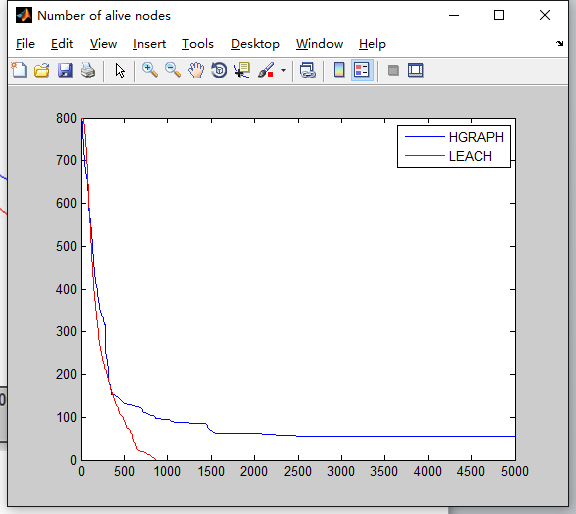 Number of alive nodes
File Edit View Insert Tools Desktop Window Help
800
700
600
500
400
300
200
100
0
HGRAPH
LEACH
0 500 1000 1500 2000 2500 3000 3500 4000 4500 5000
0